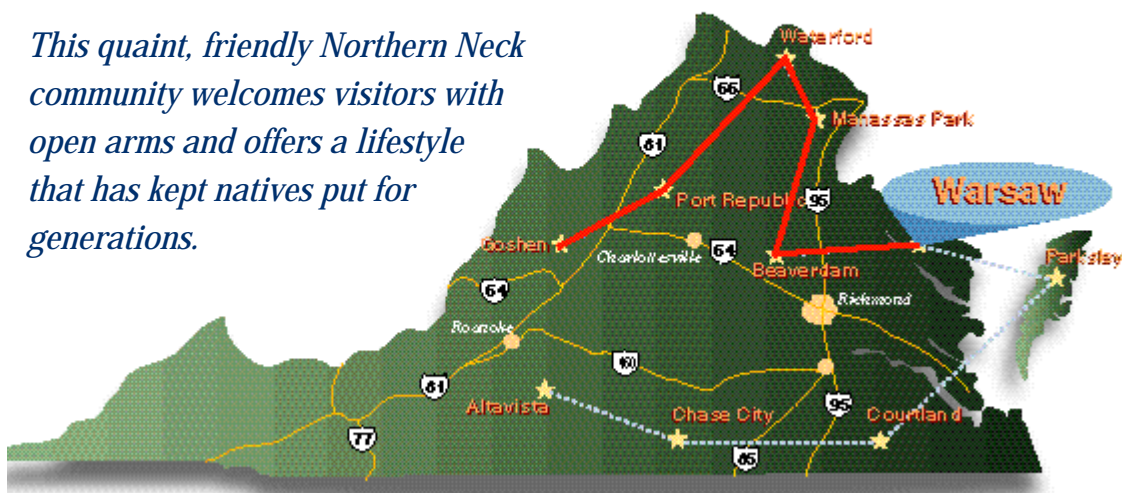 This quaint, friendly Northern Neck
community welcomes visitors with
open arms and offers a lifestyle
that has kept natives put for
generations.
Waterford
66
Manassas Park
81
Port Republic
95
Warsaw
Goshen
Charlottesville
64
Beaverdam
Parksley
64
Richmond
Roanoke
460
81
Altavista
Chase City
95
Courtland
77
85